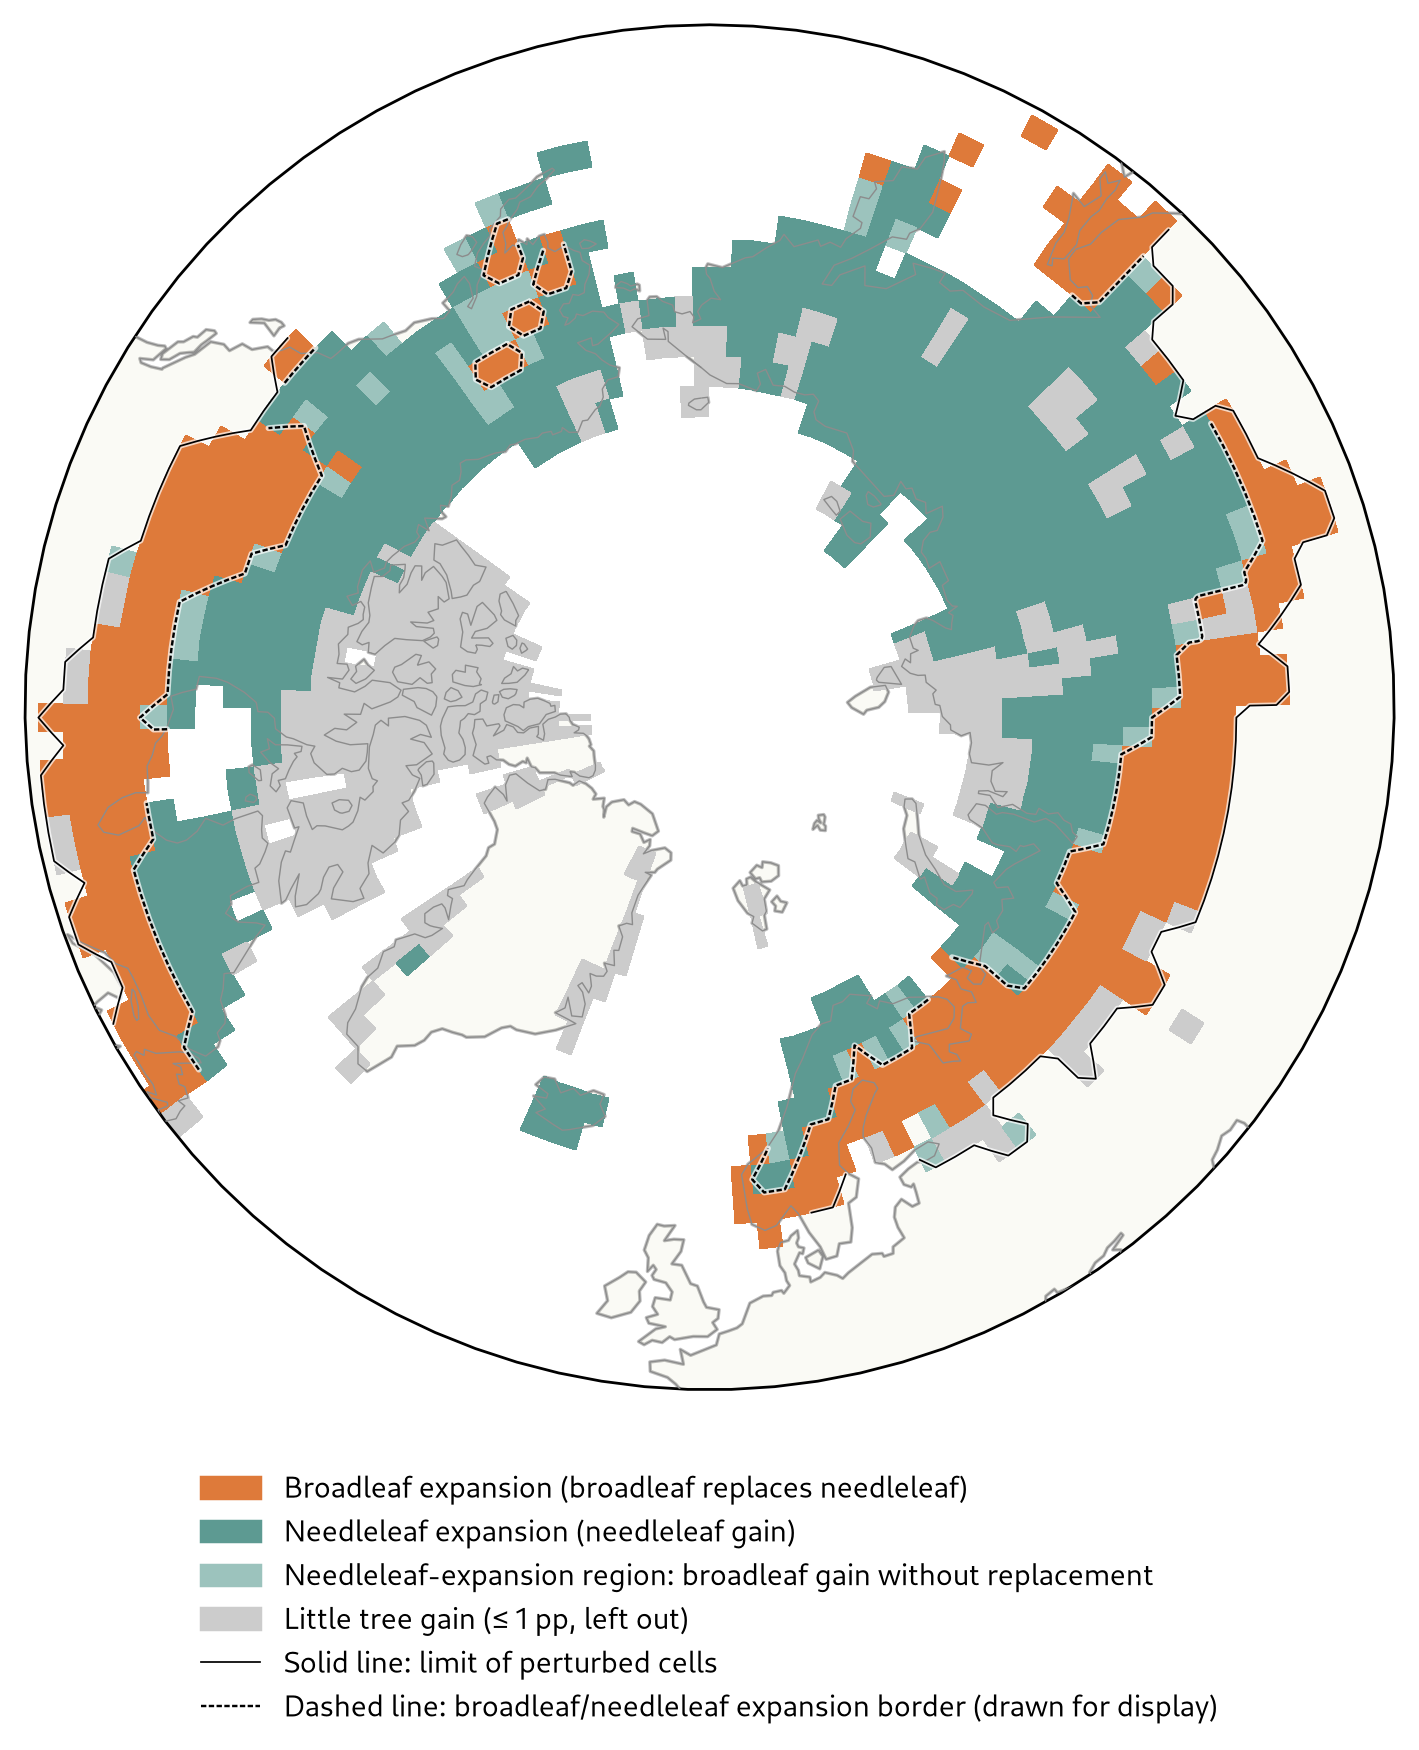 Broadleaf expansion (broadleaf replaces needleleaf)
Needleleaf expansion (needleleaf gain)
Needleleaf-expansion region: broadleaf gain without replacement
Little tree gain (≤ 1 pp, left out)
Solid line: limit of perturbed cells
Dashed line: broadleaf/needleleaf expansion border (drawn for display)